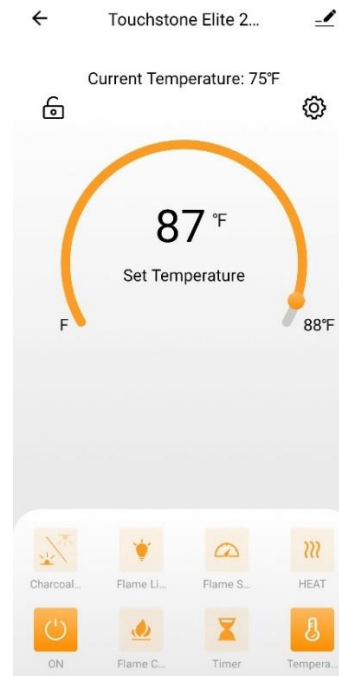 Touchstone Elite 2...
Current Temperature: 75°F
87 °F
Set Temperature
F 88°F
Charcoal... Flame Li... Flame S... HEAT
ON Flame C... Timer Tempera...